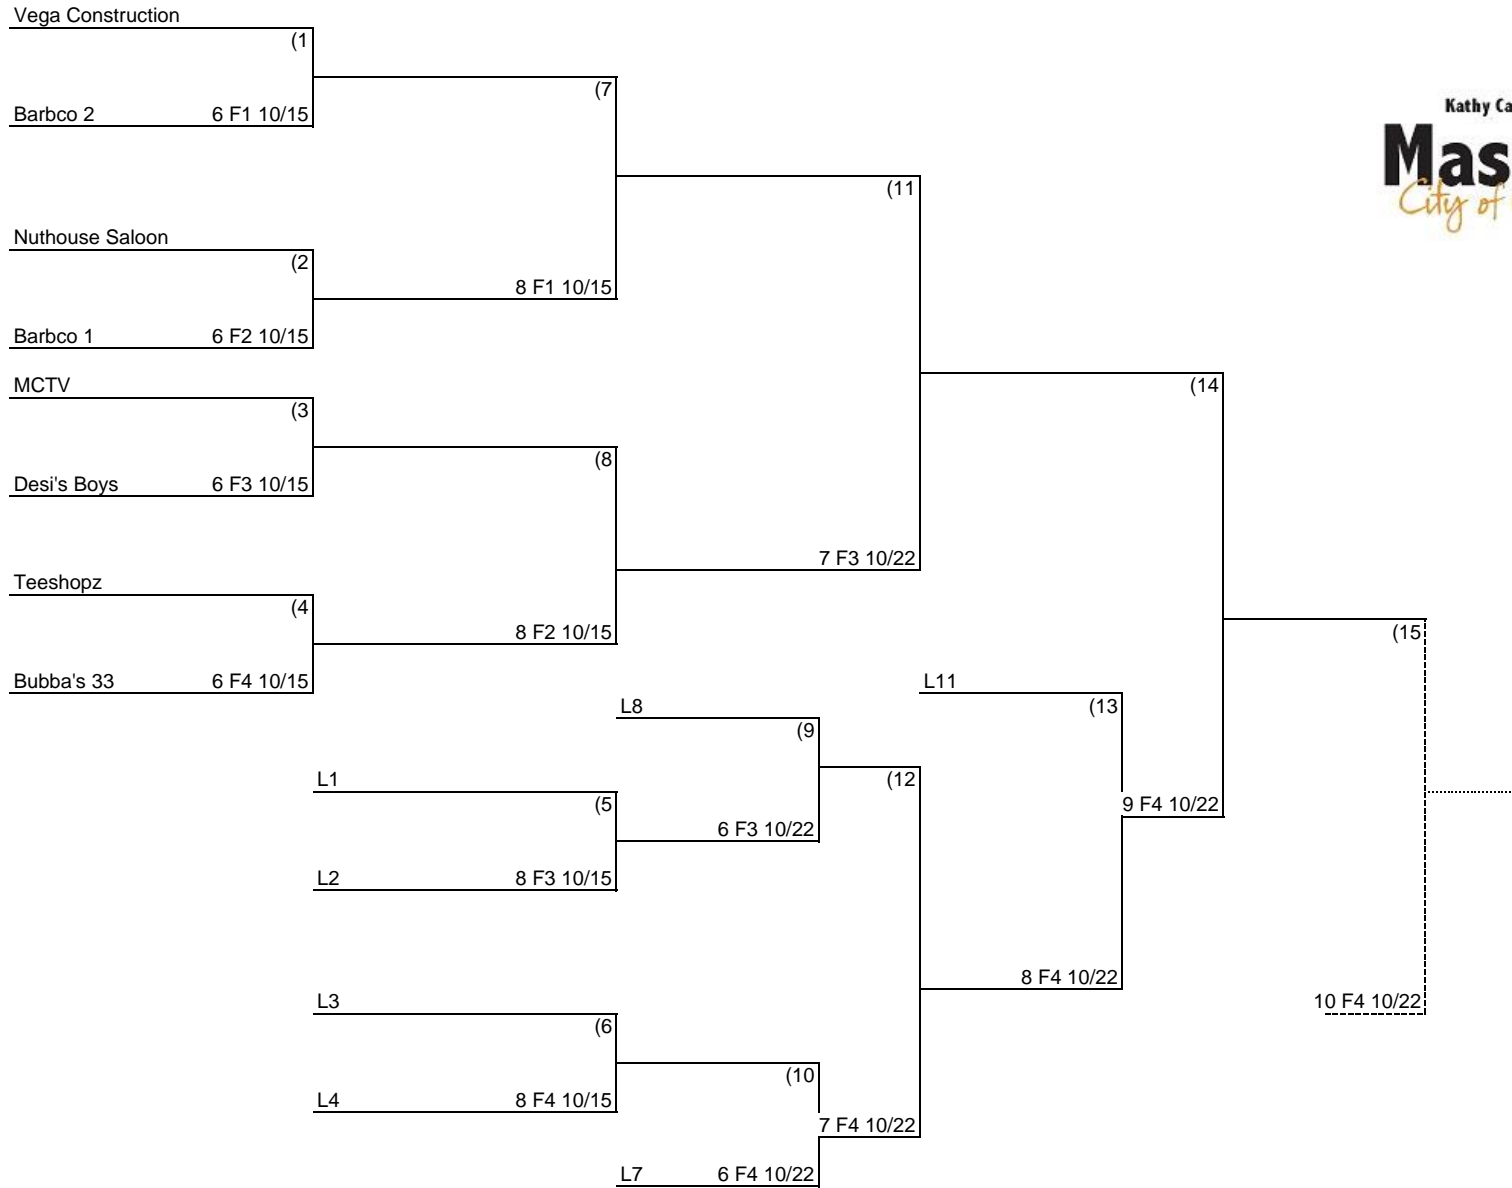 Vega Construction
(1
(7
Kathy Ca
Barbco 2 6 F1 10/15
Mas
(11
City of
Nuthouse Saloon
(2
8 F1 10/15
Barbco 1 6 F2 10/15
MCTV
(14
(3
(8
Desi's Boys 6 F3 10/15
7 F3 10/22
Teeshopz
(4
8 F2 10/15
(15
Bubba's 33 6 F4 10/15
L11
L8
(13
(9
L1
(12
(5
9 F4 10/22
6 F3 10/22
L2 8 F3 10/15
8 F4 10/22
L3
10 F4 10/22
(6
(10
L4 8 F4 10/15
7 F4 10/22
L7 6 F4 10/22